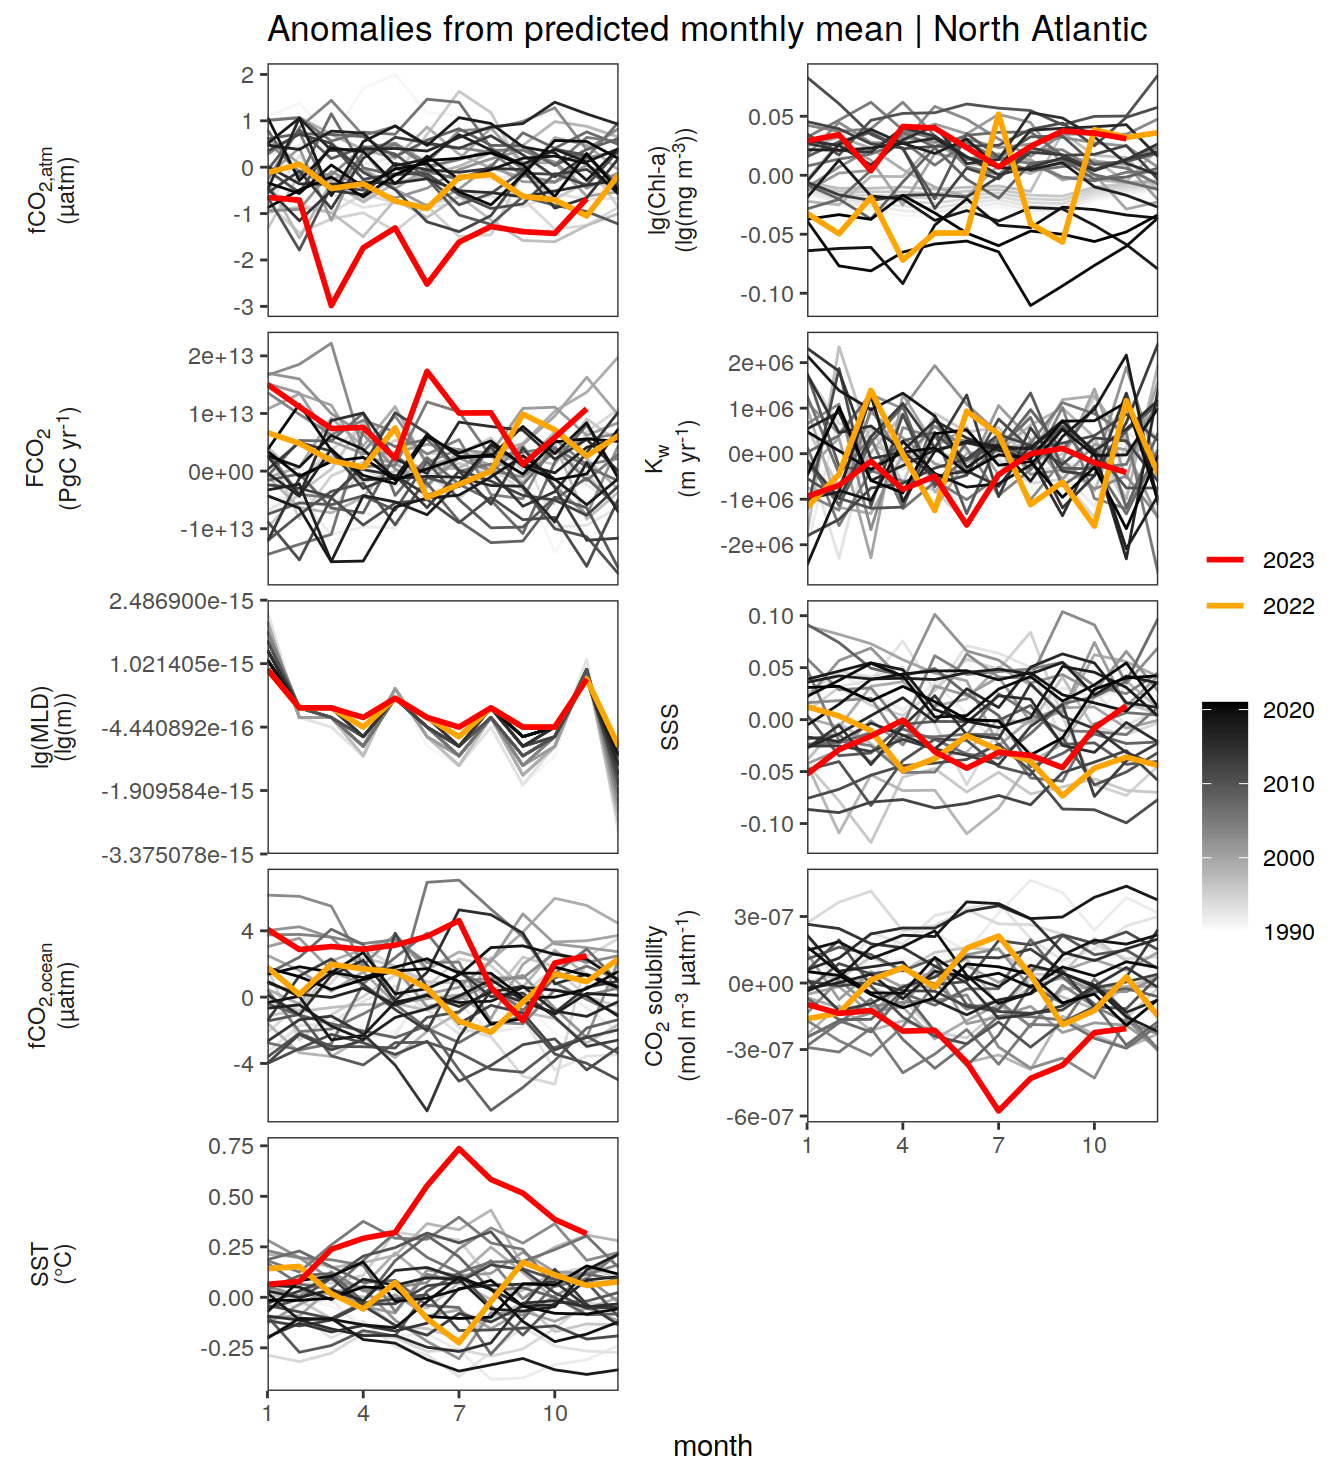 Anomalies from predicted monthly mean | North Atlantic
fCO2,atm
(µatm)
2
1
0
-1
-2
-3
lg(Chl-a)
(lg(mg m-3))
0.05
0.00
-0.05
-0.10
FCO2
(PgC yr-1)
2e+13
1e+13
0e+00
-1e+13
Kw
(m yr-1)
2e+06
1e+06
0e+00
-1e+06
-2e+06
lg(MLD)
(lg(m))
2.486900e-15
1.021405e-15
-4.440892e-16
-1.909584e-15
-3.375078e-15
SSS
0.10
0.05
0.00
-0.05
-0.10
fCO2,ocean
(µatm)
4
0
-4
CO2 solubility
(mol m-3 µatm-1)
3e-07
0e+00
-3e-07
-6e-07
1 4 7 10
SST
(°C)
0.75
0.50
0.25
0.00
-0.25
1 4 7 10
month
2023
2022
2020
2010
2000
1990